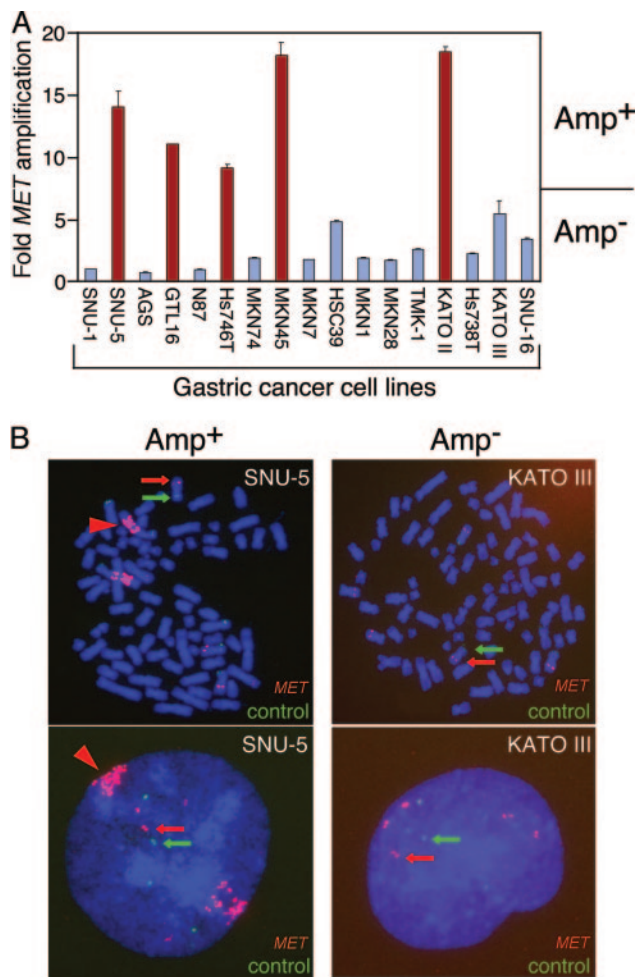 A
Fold MET amplification
20
15
10
5
0
Amp+
Amp-
SNU-1
SNU-5
AGS
GTL16
N87
Hs746T
MKN74
MKN45
MKN7
HSC39
MKN1
MKN28
TMK-1
KATO II
Hs738T
KATO III
SNU-16
Gastric cancer cell lines
B
Amp+
Amp-
SNU-5
MET
control
KATO III
MET
control
SNU-5
MET
control
KATO III
MET
control